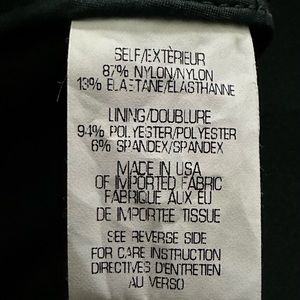 SELF/EXTÈRIEUR
87% NYLON/NYLON
13% ELASTANE/ÉLASTHANNE
LINING/DOUBLURE
94% POLYESTER/POLYESTER
6% SPANDEX/SPANDEX
MADE IN USA
OF IMPORTED FABRIC
FABRIQUE AUX EU
DE IMPORTEE TISSUE
SEE REVERSE SIDE
FOR CARE INSTRUCTION
DIRECTIVES D'ENTRETIEN
AU VERSO